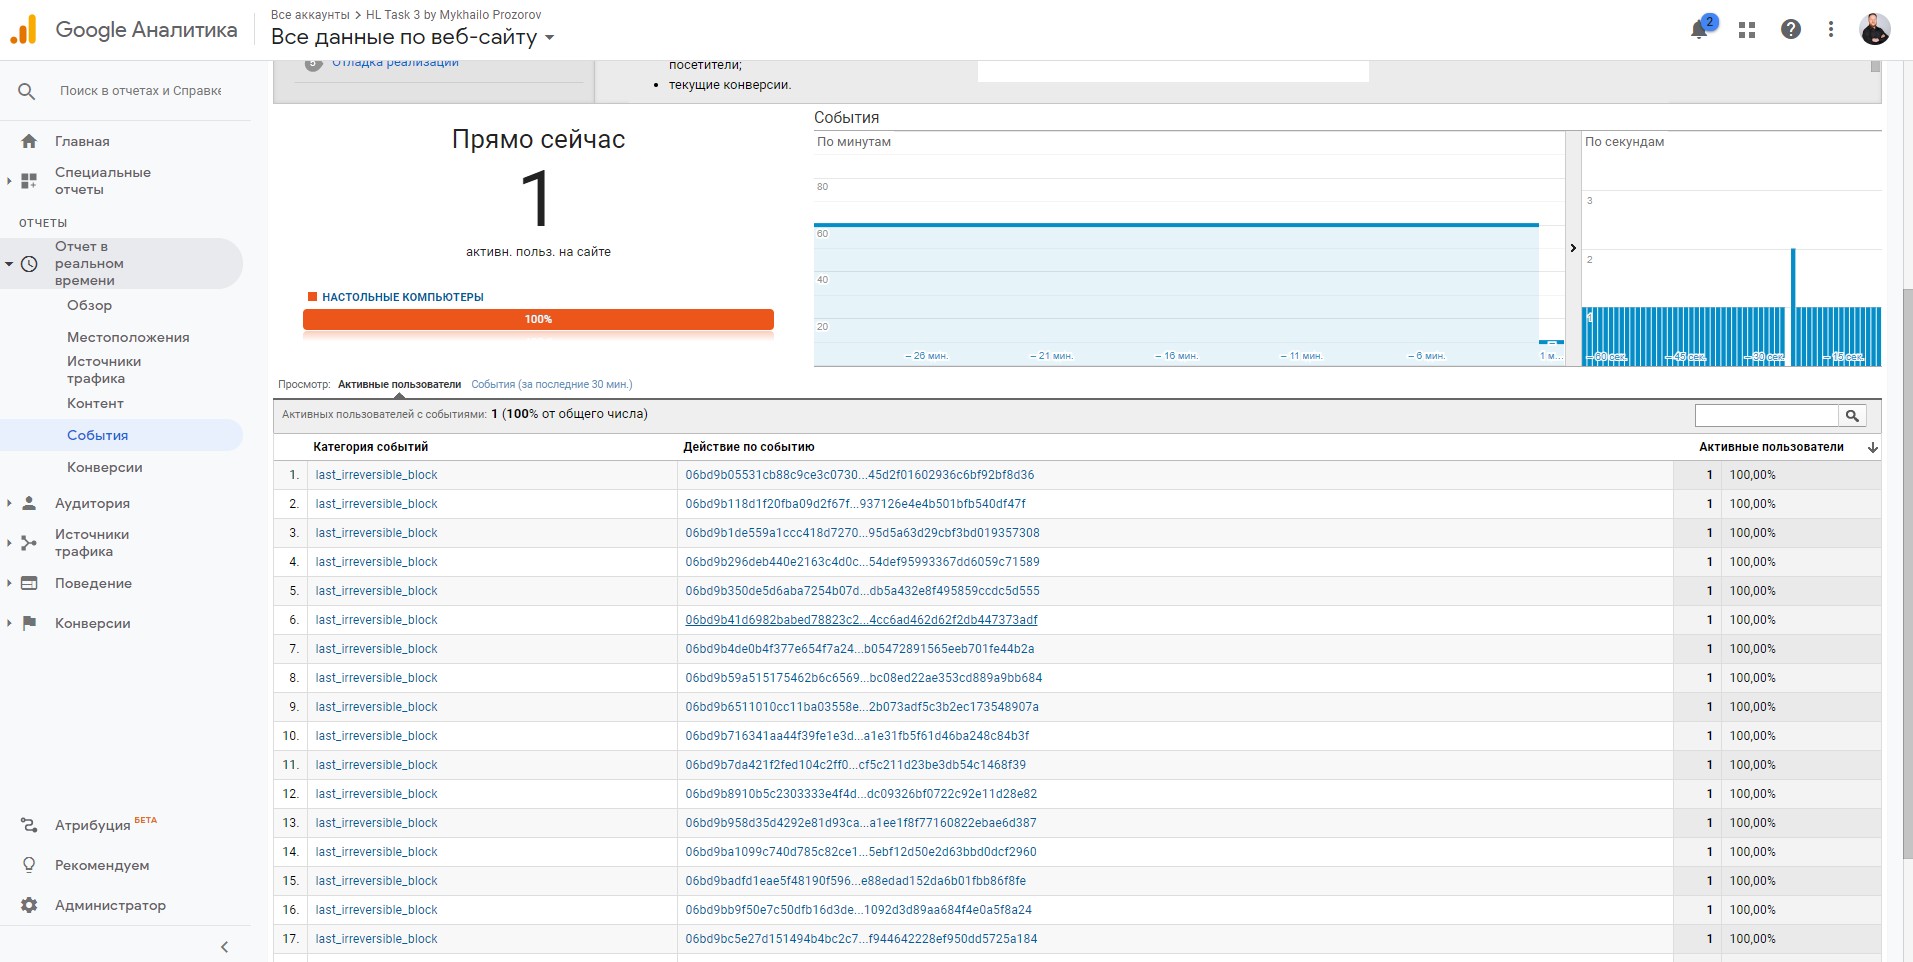 Google Аналитика
Все аккаунты > HL Task 3 by Mykhailo Prozorov
Все данные по веб-сайту
2
Поиск в отчетах и Справке
Главная
Специальные
отчеты
ОТЧЕТЫ
Отчет в
реальном
времени
Обзор
Местоположения
Источники
трафика
Контент
События
Конверсии
Аудитория
Источники
трафика
Поведение
Конверсии
Атрибуция БЕТА
Рекомендуем
Администратор
5 Отладка реализации
посетители;
• текущие конверсии.
Прямо сейчас
1
активн. польз. на сайте
НАСТОЛЬНЫЕ КОМПЬЮТЕРЫ
100%
События
По минутам
80
60
40
20
– 26 мин.
– 21 мин.
– 16 мин.
– 11 мин.
– 6 мин.
1 м...
По секундам
3
2
1
– 60 сек.
– 45 сек.
– 30 сек.
– 15 сек.
Просмотр: Активные пользователи События (за последние 30 мин.)
Активных пользователей с событиями: 1 (100% от общего числа)
Категория событий Действие по событию Активные пользователи
1. last_irreversible_block 06bd9b05531cb88c9ce3c0730...45d2f01602936c6bf92bf8d36 1 100,00%
2. last_irreversible_block 06bd9b118d1f20fba09d2f67f...937126e4e4b501bfb540df47f 1 100,00%
3. last_irreversible_block 06bd9b1de559a1ccc418d7270...95d5a63d29cbf3bd019357308 1 100,00%
4. last_irreversible_block 06bd9b296deb440e2163c4d0c...54def95993367dd6059c71589 1 100,00%
5. last_irreversible_block 06bd9b350de5d6aba7254b07d...db5a432e8f495859ccdc5d555 1 100,00%
6. last_irreversible_block 06bd9b41d6982babed78823c2...4cc6ad462d62f2db447373adf 1 100,00%
7. last_irreversible_block 06bd9b4de0b4f377e654f7a24...b05472891565eeb701fe44b2a 1 100,00%
8. last_irreversible_block 06bd9b59a515175462b6c6569...bc08ed22ae353cd889a9bb684 1 100,00%
9. last_irreversible_block 06bd9b6511010cc11ba03558e...2b073adf5c3b2ec173548907a 1 100,00%
10. last_irreversible_block 06bd9b716341aa44f39fe1e3d...a1e31fb5f61d46ba248c84b3f 1 100,00%
11. last_irreversible_block 06bd9b7da421f2fed104c2ff0...cf5c211d23be3db54c1468f39 1 100,00%
12. last_irreversible_block 06bd9b8910b5c2303333e4f4d...dc09326bf0722c92e11d28e82 1 100,00%
13. last_irreversible_block 06bd9b958d35d4292e81d93ca...a1ee1f8f77160822ebae6d387 1 100,00%
14. last_irreversible_block 06bd9ba1099c740d785c82ce1...5ebf12d50e2d63bbd0dcf2960 1 100,00%
15. last_irreversible_block 06bd9badfd1eae5f48190f596...e88edad152da6b01fbb86f8fe 1 100,00%
16. last_irreversible_block 06bd9bb9f50e7c50dfb16d3de...1092d3d89aa684f4e0a5f8a24 1 100,00%
17. last_irreversible_block 06bd9bc5e27d151494b4bc2c7...f944642228ef950dd5725a184 1 100,00%